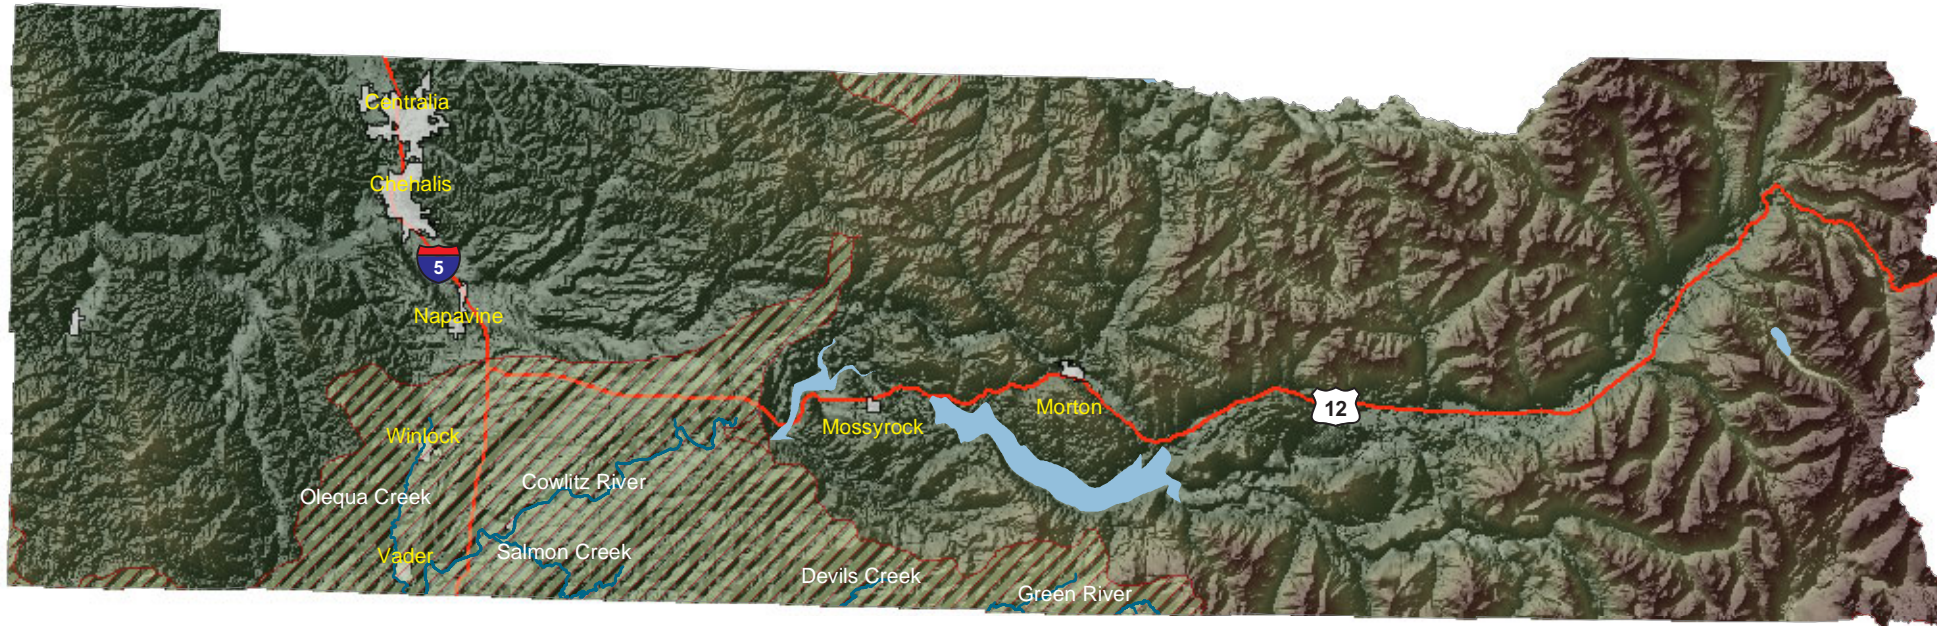 Centralia
Chehalis
5
Napavine
12
Morton
Mossyrock
Winlock
Cowlitz River
Olequa Creek
Salmon Creek
Vader
Devils Creek
Green River